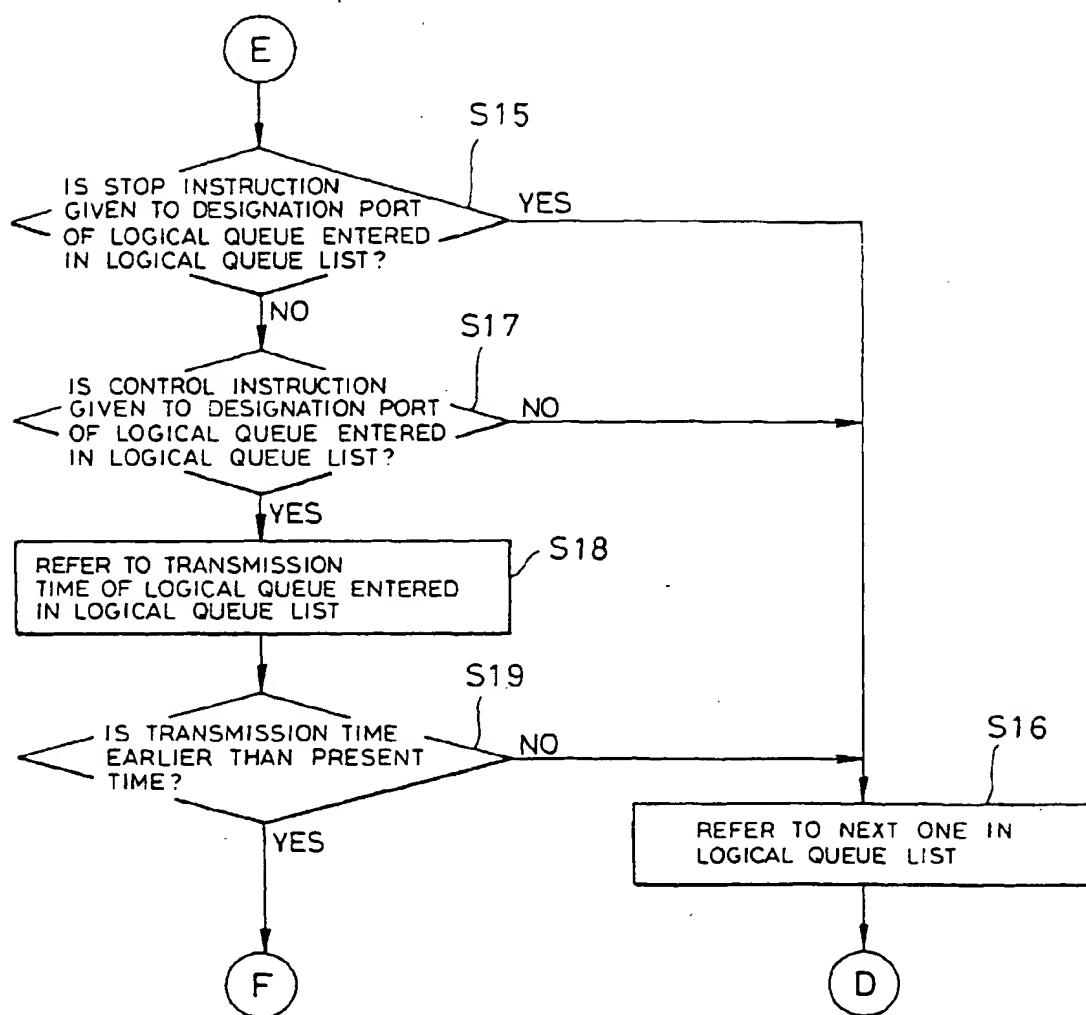 E
S15
IS STOP INSTRUCTION
GIVEN TO DESIGNATION PORT
OF LOGICAL QUEUE ENTERED
IN LOGICAL QUEUE LIST?
YES
NO
S17
IS CONTROL INSTRUCTION
GIVEN TO DESIGNATION PORT
OF LOGICAL QUEUE ENTERED
IN LOGICAL QUEUE LIST?
NO
YES
S18
REFER TO TRANSMISSION
TIME OF LOGICAL QUEUE ENTERED
IN LOGICAL QUEUE LIST
S19
IS TRANSMISSION TIME
EARLIER THAN PRESENT
TIME?
NO
YES
S16
REFER TO NEXT ONE IN
LOGICAL QUEUE LIST
F
D